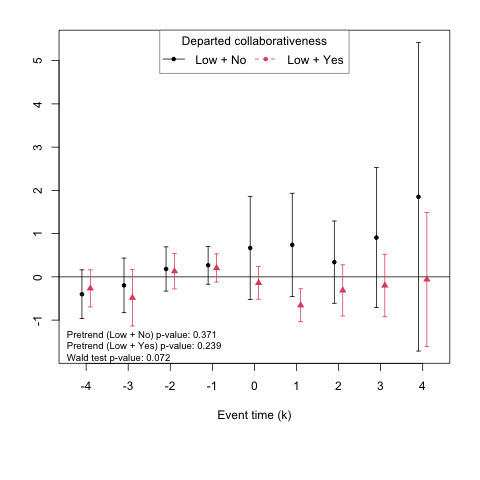 Departed collaborativeness
Low + No Low + Yes
5
4
3
2
1
0
-1
Pretrend (Low + No) p-value: 0.371
Pretrend (Low + Yes) p-value: 0.239
Wald test p-value: 0.072
-4 -3 -2 -1 0 1 2 3 4
Event time (k)